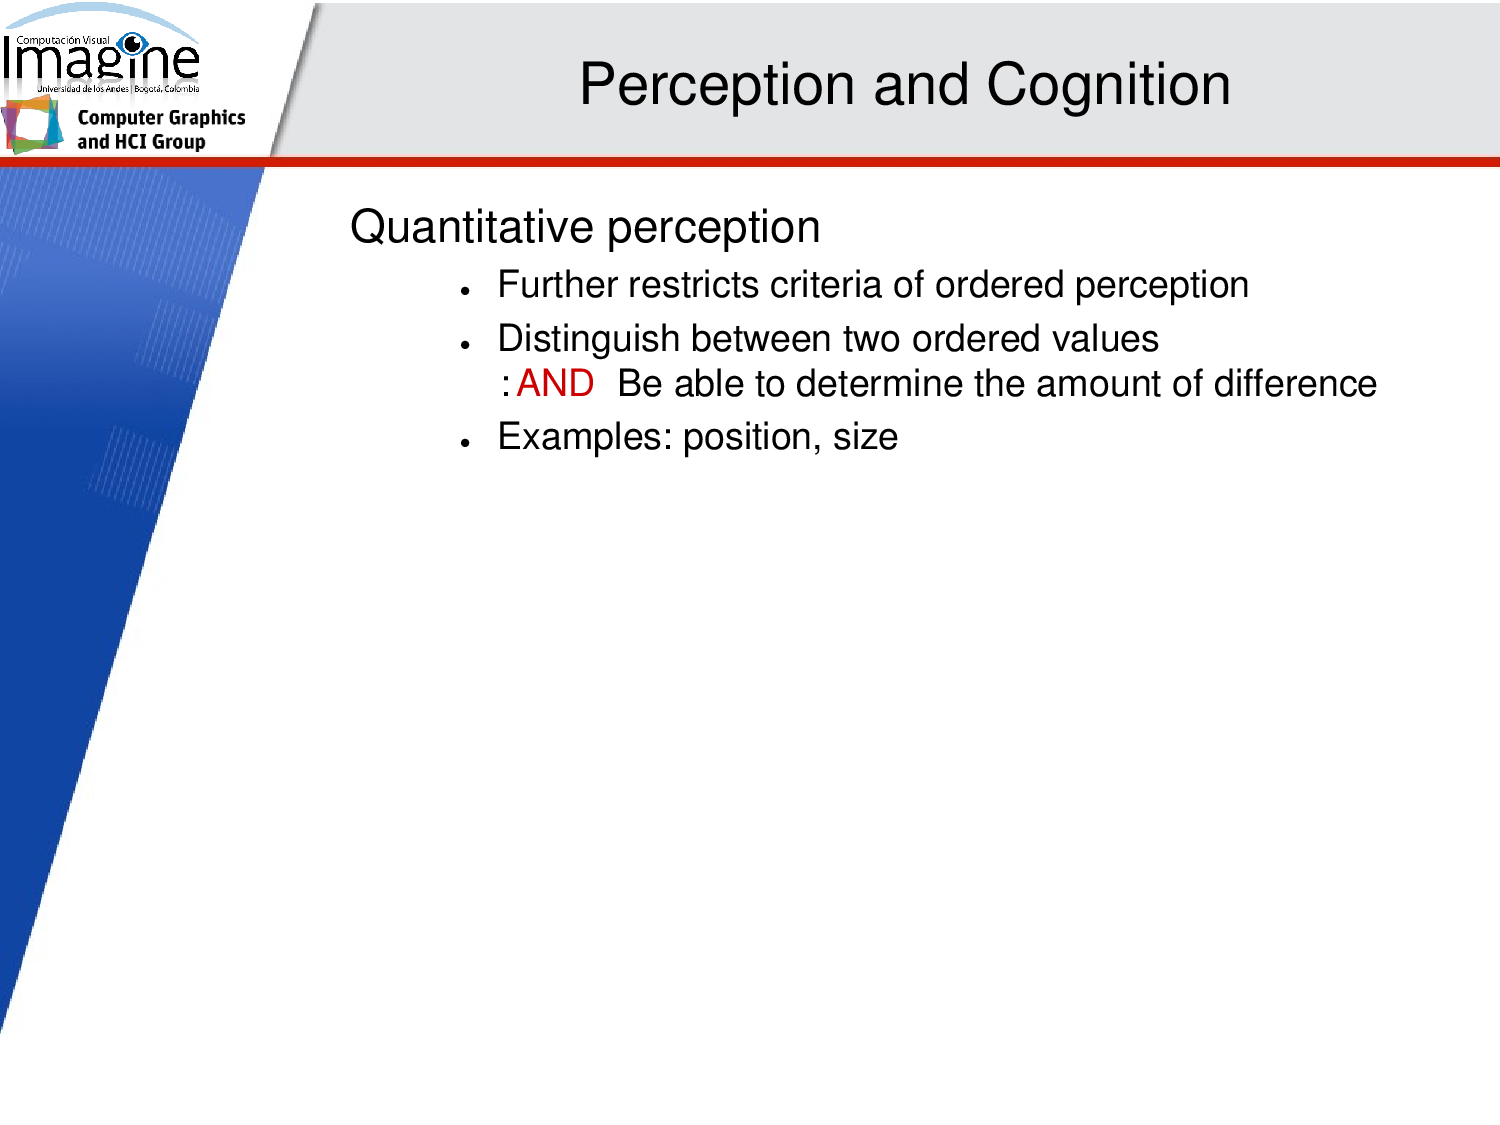 Computación Visual
Imagine
Universidad de los Andes | Bogotá, Colombia
Computer Graphics
and HCI Group
Perception and Cognition
Quantitative perception
• Further restricts criteria of ordered perception
• Distinguish between two ordered values
: AND Be able to determine the amount of difference
• Examples: position, size